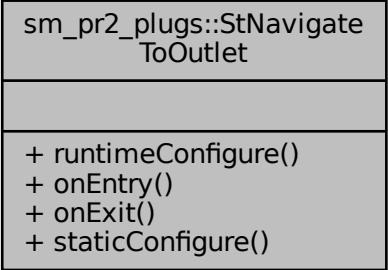 sm_pr2_plugs::StNavigate
ToOutlet
+ runtimeConfigure()
+ onEntry()
+ onExit()
+ staticConfigure()